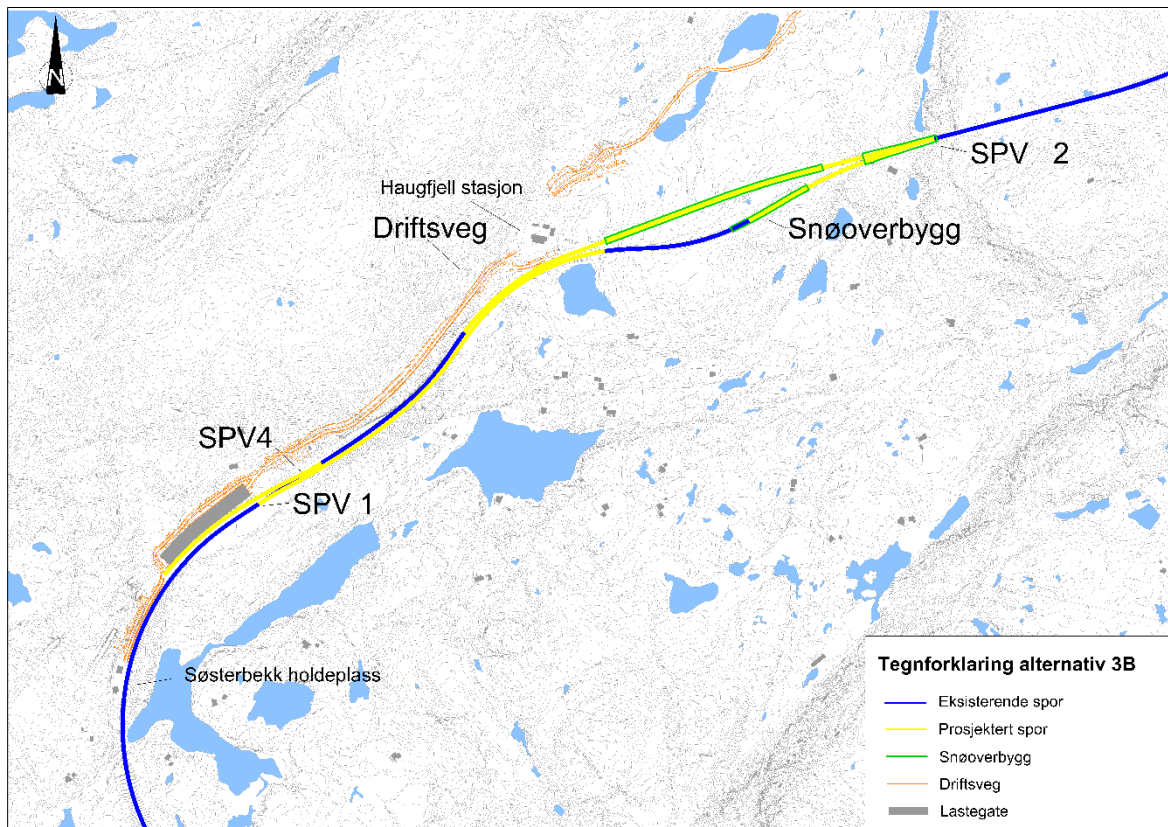 N
SPV 2
Haugfjell stasjon
Driftsveg
Snøoverbygg
SPV4
SPV 1
Søsterbekk holdeplass
Tegnforklaring alternativ 3B
Eksisterende spor
Prosjektert spor
Snøoverbygg
Driftsveg
Lastegate